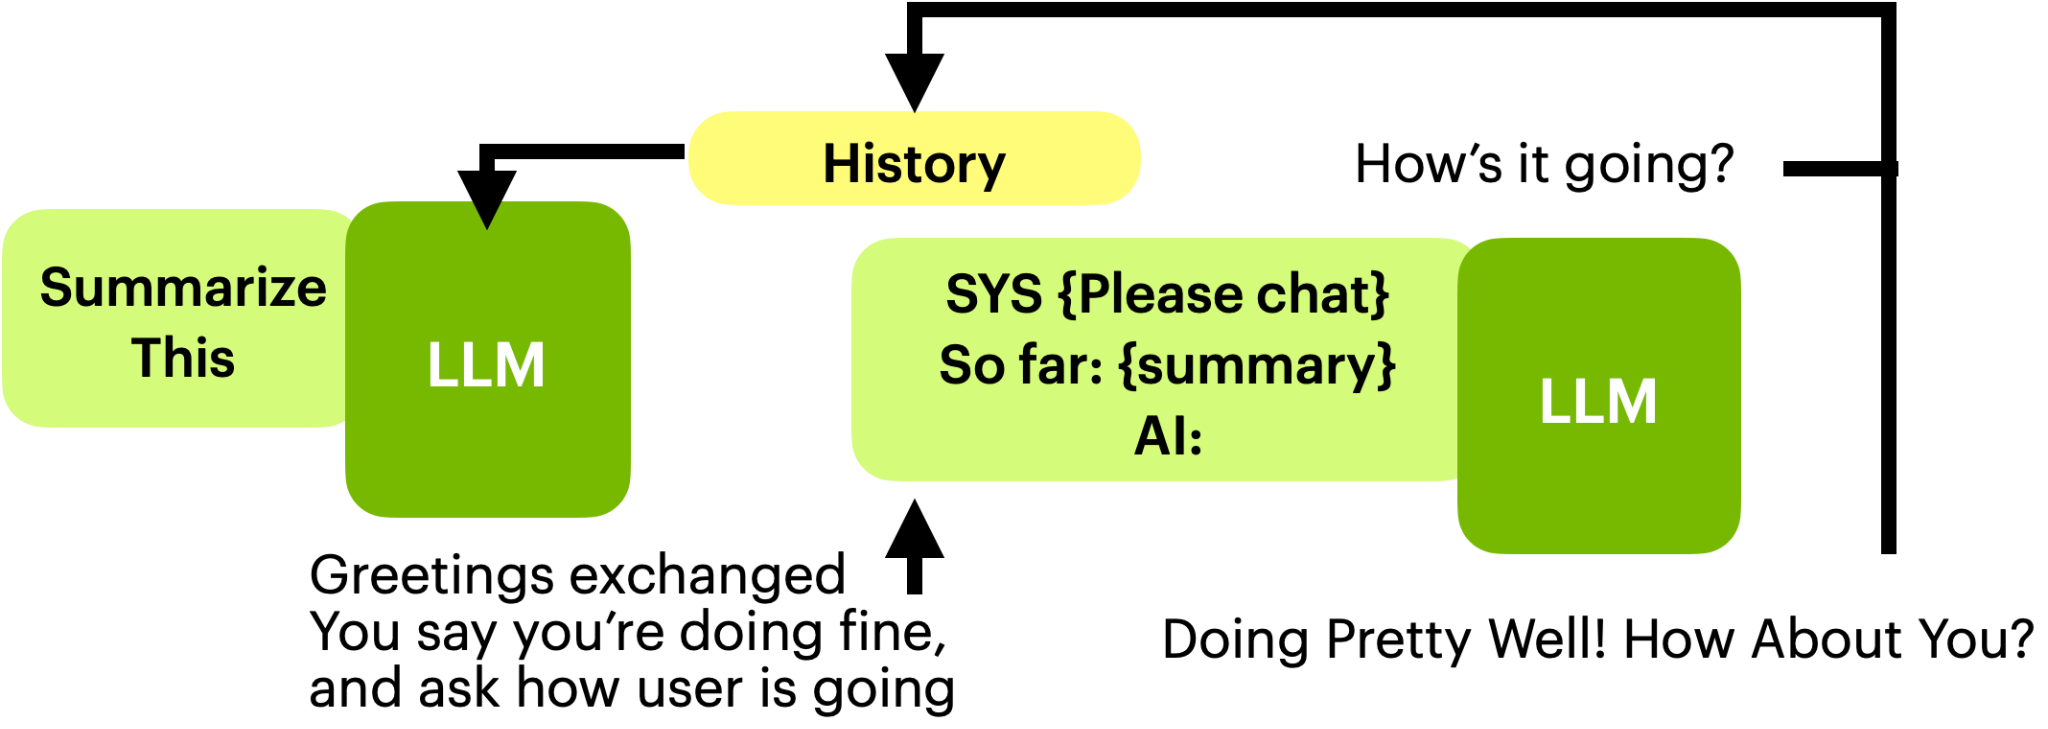 History
How's it going?
Summarize
This
LLM
SYS {Please chat}
So far: {summary}
AI:
LLM
Greetings exchanged
You say you're doing fine,
and ask how user is going
Doing Pretty Well! How About You?